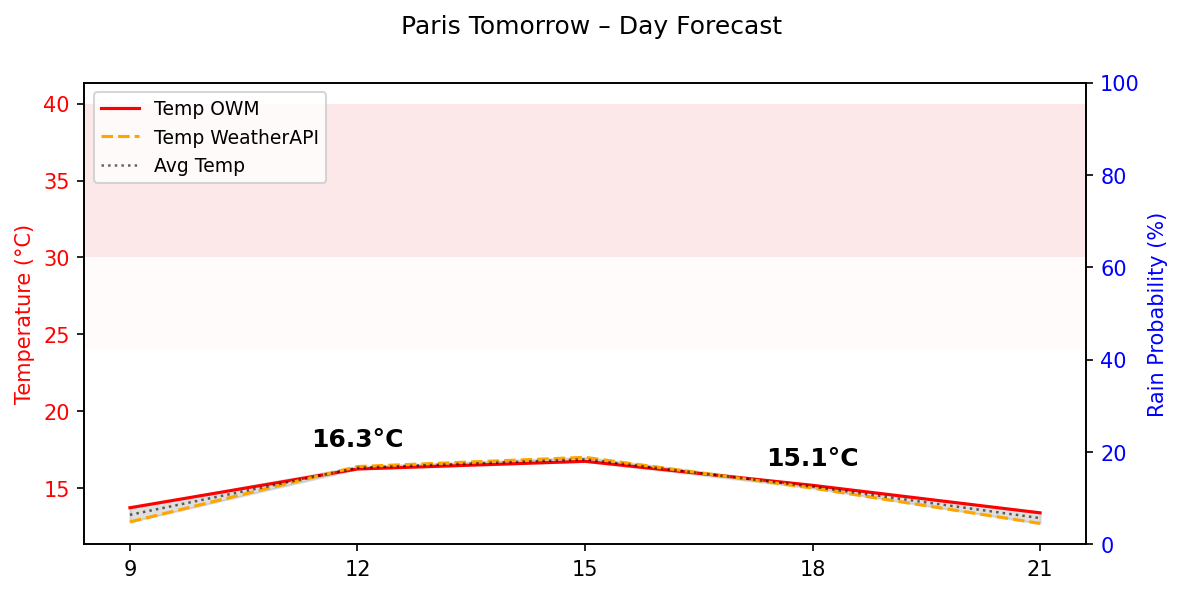 Paris Tomorrow – Day Forecast
Temp OWM
Temp WeatherAPI
Avg Temp
Temperature (°C)
40
35
30
25
20
15
16.3°C
15.1°C
100
80
60
40
20
0
Rain Probability (%)
9 12 15 18 21